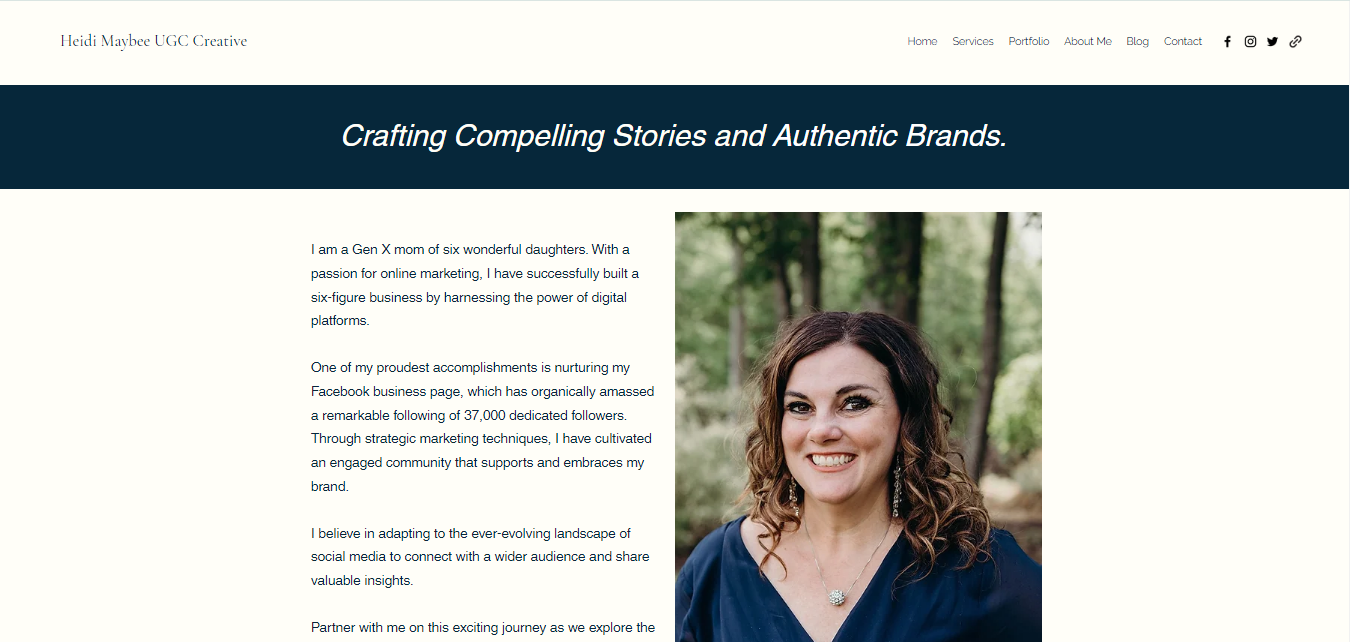 Heidi Maybee UGC Creative
Home Services Portfolio About Me Blog Contact
Crafting Compelling Stories and Authentic Brands.
I am a Gen X mom of six wonderful daughters. With a
passion for online marketing, I have successfully built a
six-figure business by harnessing the power of digital
platforms.
One of my proudest accomplishments is nurturing my
Facebook business page, which has organically amassed
a remarkable following of 37,000 dedicated followers.
Through strategic marketing techniques, I have cultivated
an engaged community that supports and embraces my
brand.
I believe in adapting to the ever-evolving landscape of
social media to connect with a wider audience and share
valuable insights.
Partner with me on this exciting journey as we explore the